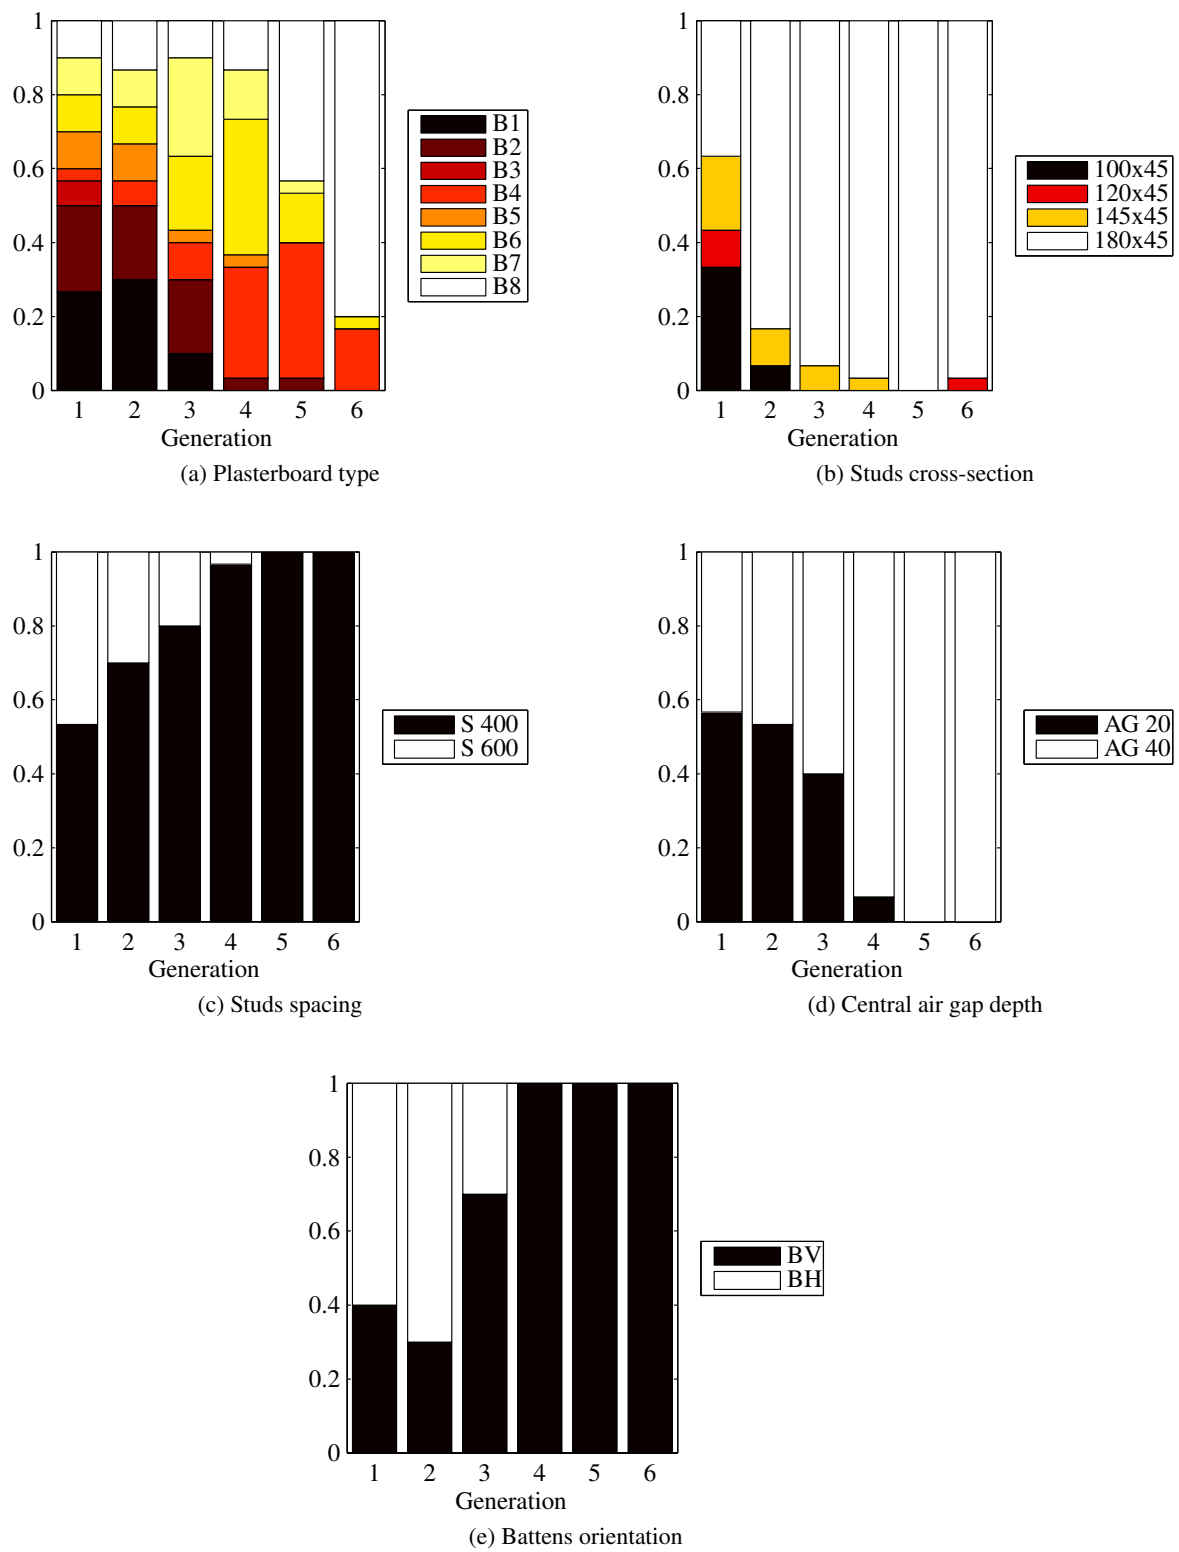 1
0.8
0.6
0.4
0.2
0
1 2 3 4 5 6
Generation
B1
B2
B3
B4
B5
B6
B7
B8
(a) Plasterboard type
1
0.8
0.6
0.4
0.2
0
1 2 3 4 5 6
Generation
100x45
120x45
145x45
180x45
(b) Studs cross-section
1
0.8
0.6
0.4
0.2
0
1 2 3 4 5 6
Generation
S 400
S 600
(c) Studs spacing
1
0.8
0.6
0.4
0.2
0
1 2 3 4 5 6
Generation
AG 20
AG 40
(d) Central air gap depth
1
0.8
0.6
0.4
0.2
0
1 2 3 4 5 6
Generation
BV
BH
(e) Battens orientation